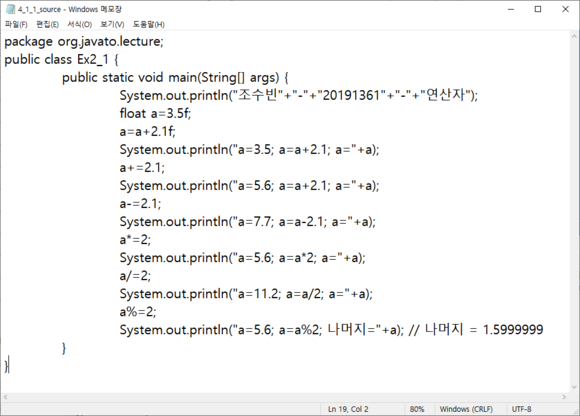 4_1_1_source - Windows 메모장
파일(F) 편집(E) 서식(O) 보기(V) 도움말(H)
package org.javato.lecture;
public class Ex2_1 {
public static void main(String[] args) {
System.out.println("조수빈"+"-"+"20191361"+"-"+"연산자");
float a=3.5f;
a=a+2.1f;
System.out.println("a=3.5; a=a+2.1; a="+a);
a+=2.1;
System.out.println("a=5.6; a=a+2.1; a="+a);
a-=2.1;
System.out.println("a=7.7; a=a-2.1; a="+a);
a*=2;
System.out.println("a=5.6; a=a*2; a="+a);
a/=2;
System.out.println("a=11.2; a=a/2; a="+a);
a%=2;
System.out.println("a=5.6; a=a%2; 나머지="+a); // 나머지 = 1.5999999
}
}
Ln 19, Col 2 80% Windows (CRLF) UTF-8